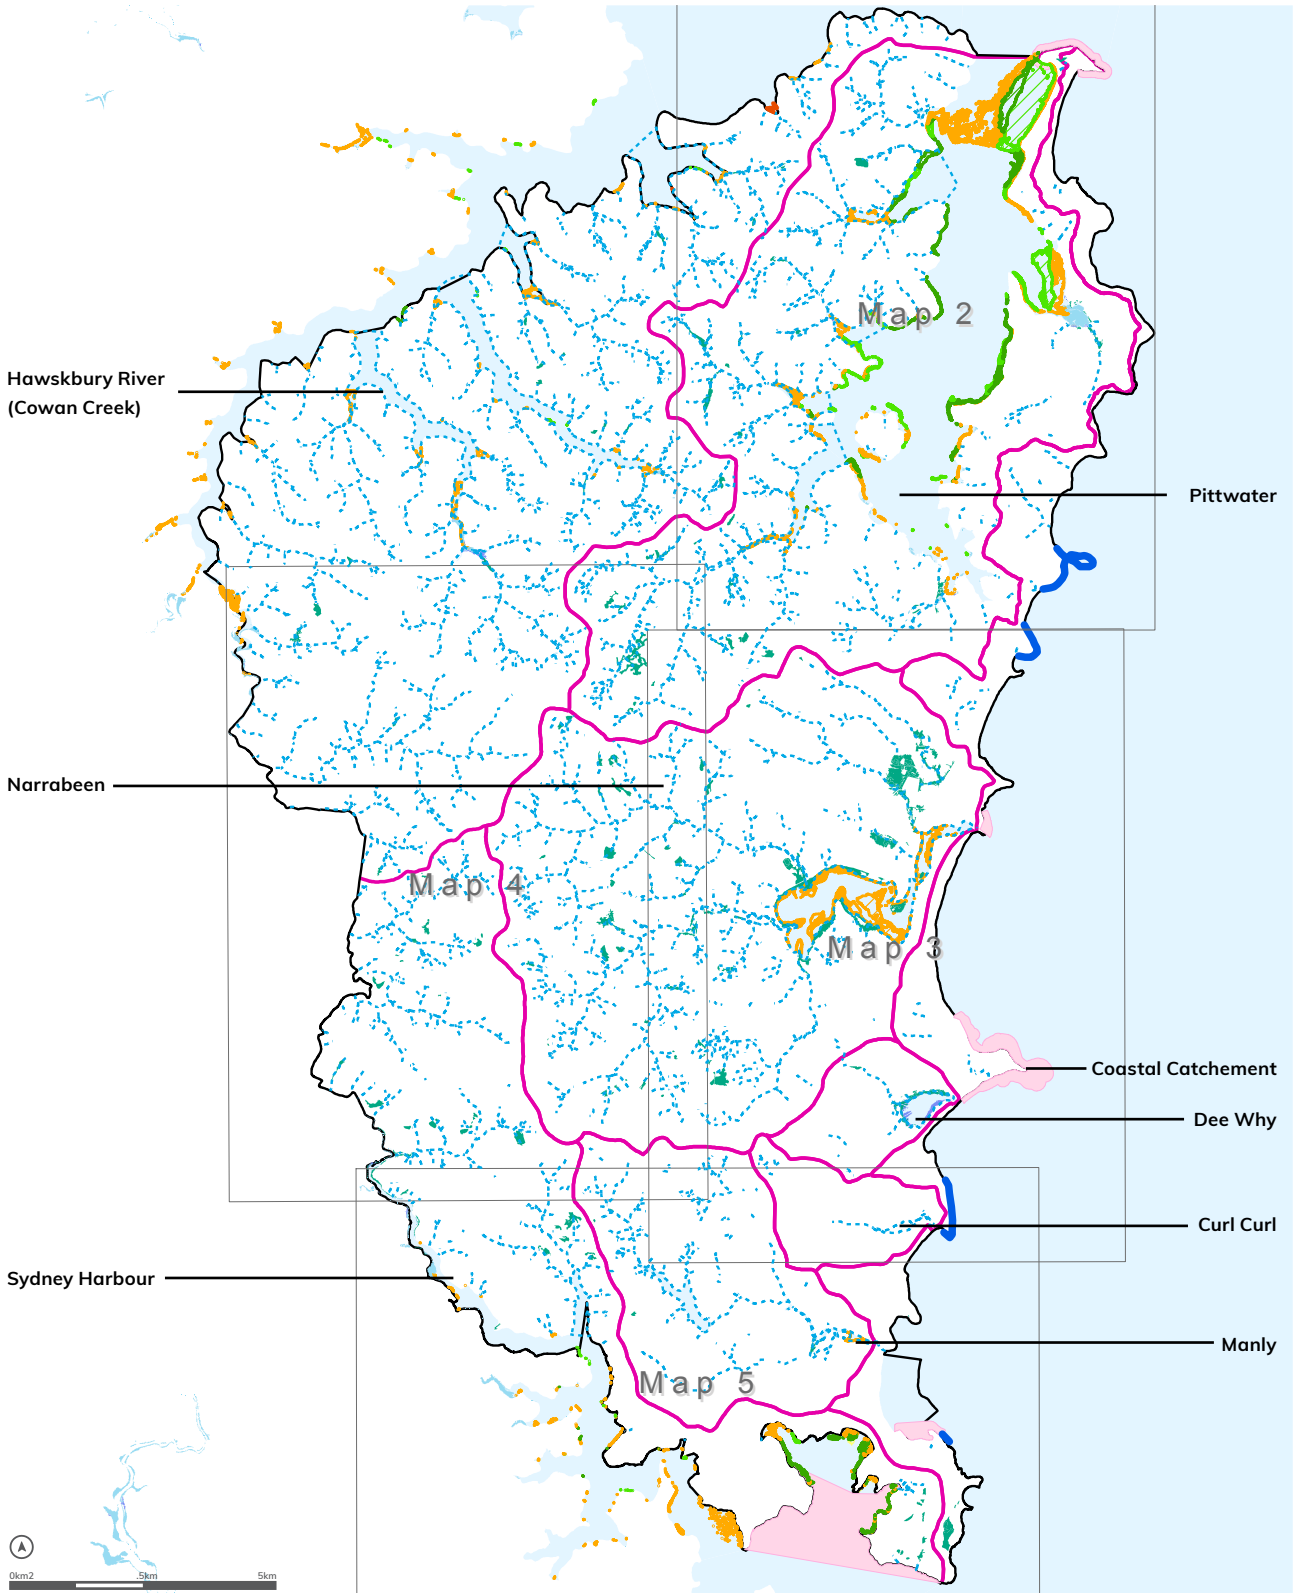 Map 2
Hawskbury River
(Cowan Creek)
Pittwater
Narrabeen
Map 4
Map 3
Coastal Catchement
Dee Why
Curl Curl
Sydney Harbour
Manly
Map 5
0km2 .5km 5km